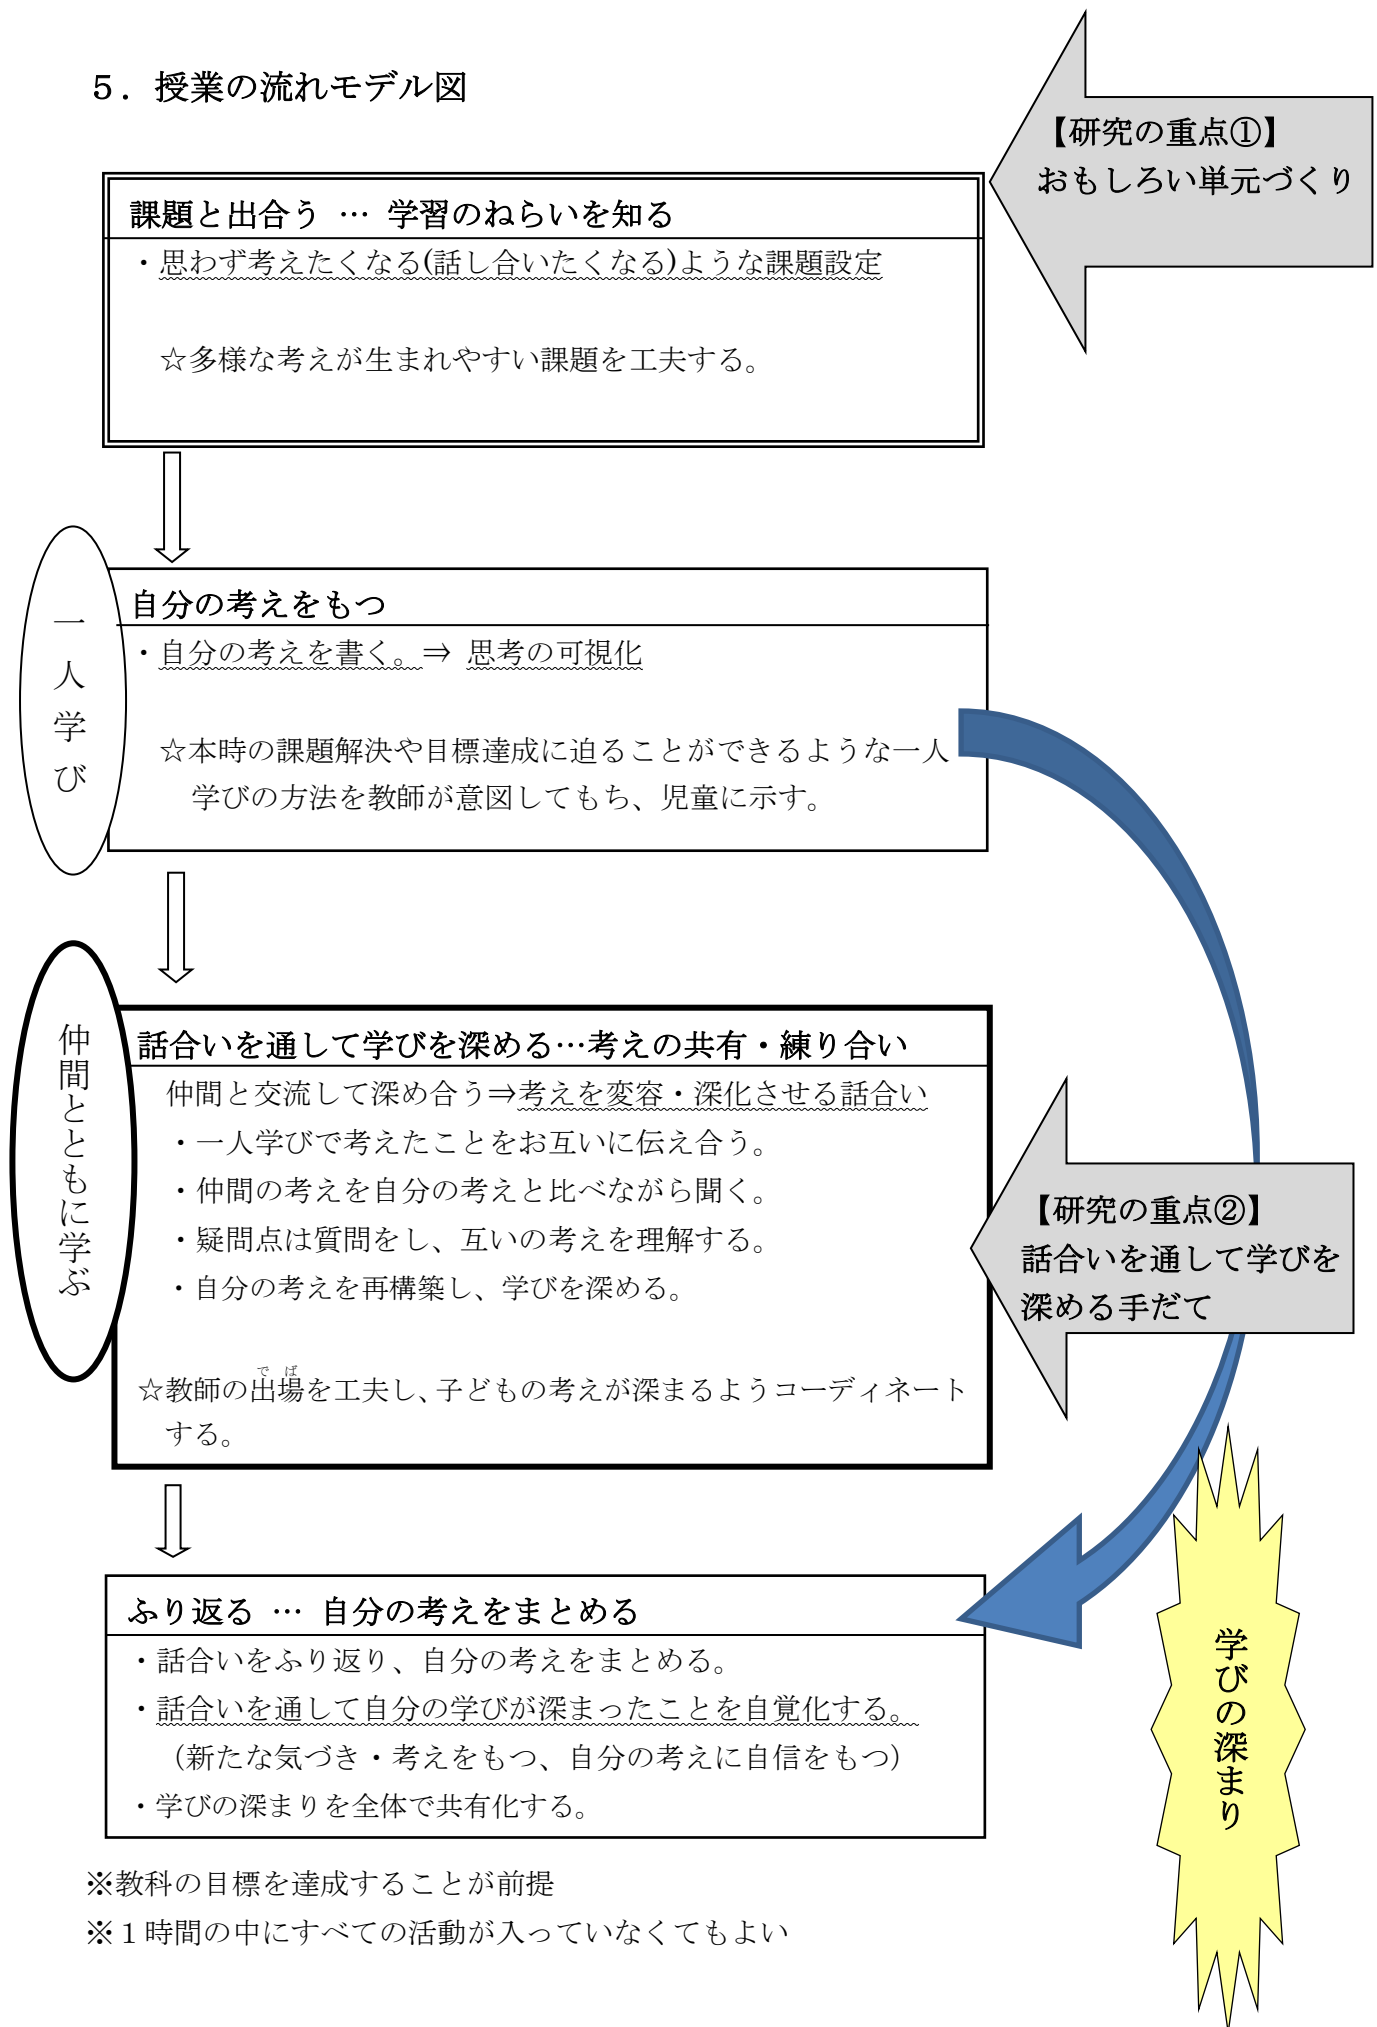 ５．授業の流れモデル図
【研究の重点①】
おもしろい単元づくり
課題と出合う … 学習のねらいを知る
・思わず考えたくなる(話し合いたくなる)ような課題設定
☆多様な考えが生まれやすい課題を工夫する。
一人学び
自分の考えをもつ
・自分の考えを書く。⇒ 思考の可視化
☆本時の課題解決や目標達成に迫ることができるような一人
学びの方法を教師が意図してもち、児童に示す。
仲間とともに学ぶ
話合いを通して学びを深める…考えの共有・練り合い
仲間と交流して深め合う⇒考えを変容・深化させる話合い
・一人学びで考えたことをお互いに伝え合う。
・仲間の考えを自分の考えと比べながら聞く。
・疑問点は質問をし、互いの考えを理解する。
・自分の考えを再構築し、学びを深める。
でば
☆教師の出場を工夫し、子どもの考えが深まるようコーディネート
する。
【研究の重点②】
話合いを通して学びを
深める手だて
ふり返る … 自分の考えをまとめる
・話合いをふり返り、自分の考えをまとめる。
・話合いを通して自分の学びが深まったことを自覚化する。
（新たな気づき・考えをもつ、自分の考えに自信をもつ）
・学びの深まりを全体で共有化する。
学びの深まり
※教科の目標を達成することが前提
※１時間の中にすべての活動が入っていなくてもよい